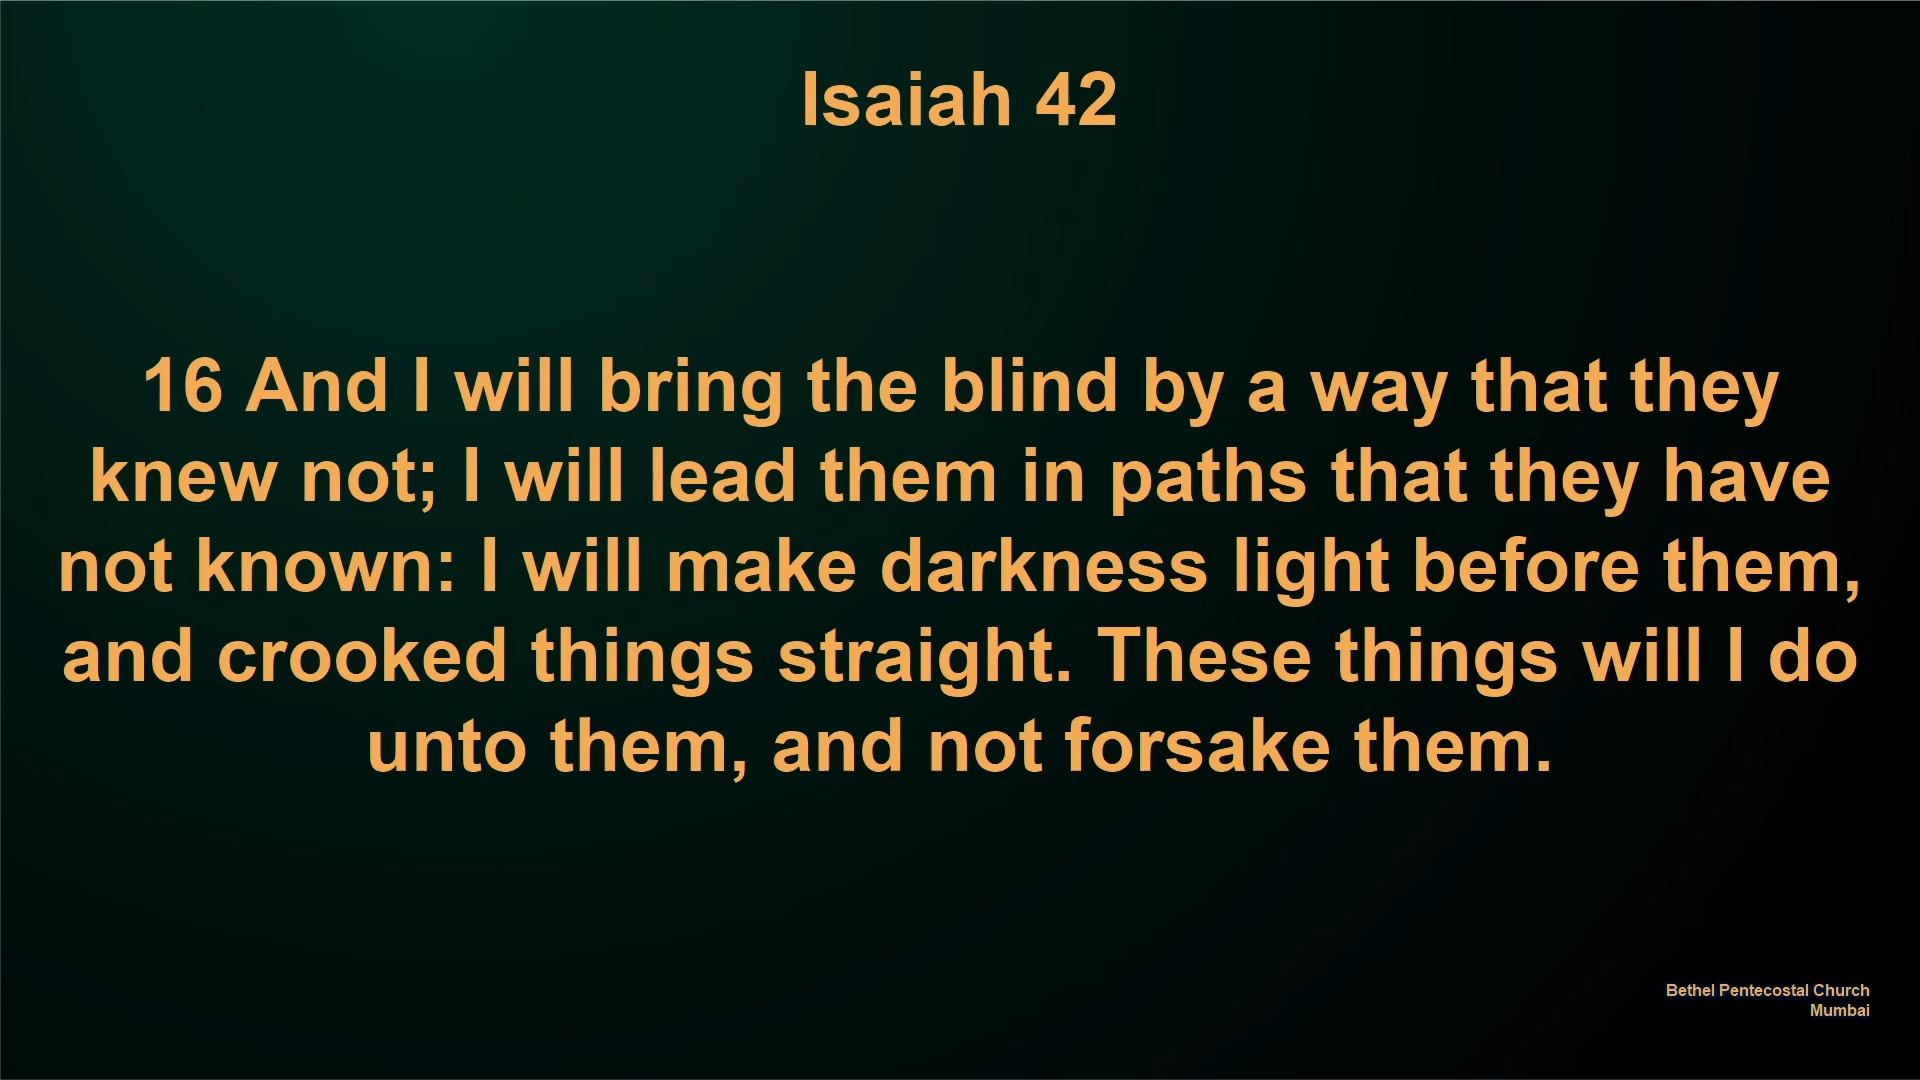 Isaiah 42
16 And I will bring the blind by a way that they
knew not; I will lead them in paths that they have
not known: I will make darkness light before them,
and crooked things straight. These things will I do
unto them, and not forsake them.
Bethel Pentecostal Church
Mumbai